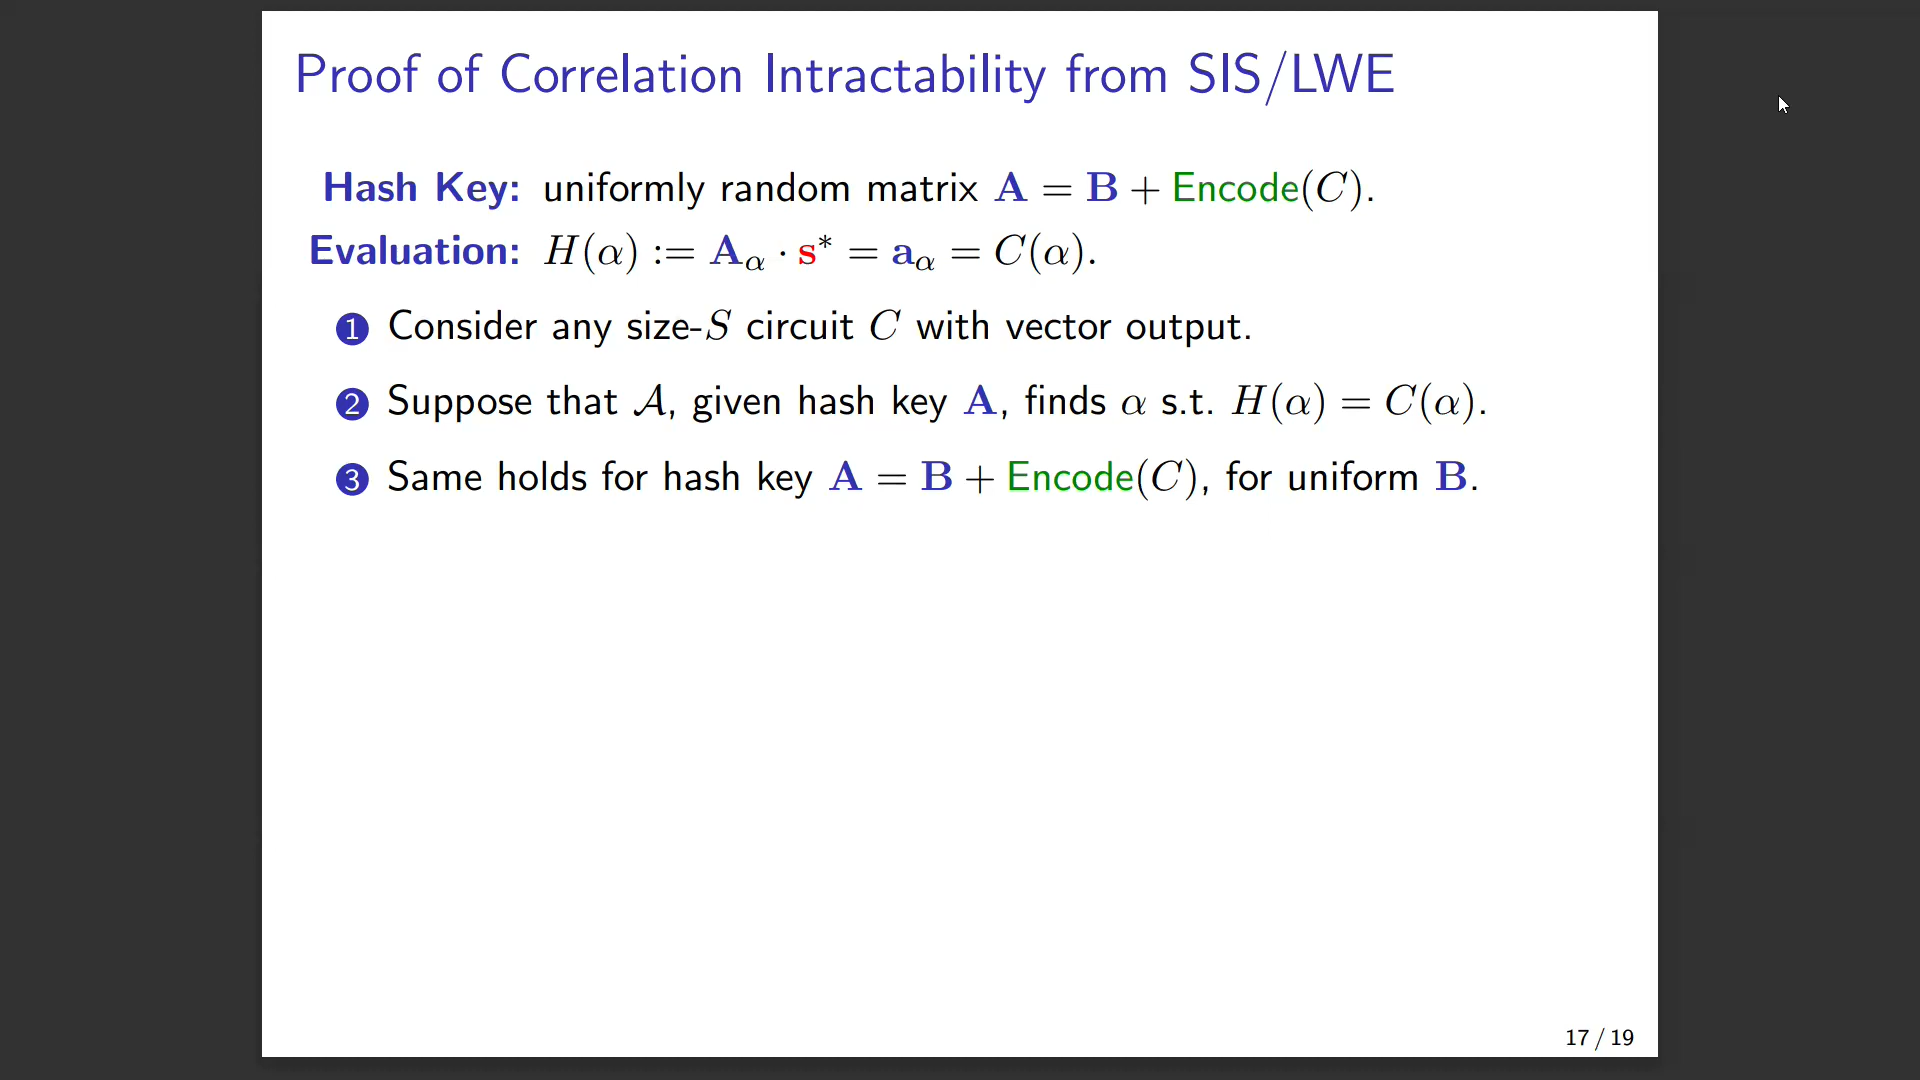 Proof of Correlation Intractability from SIS/LWE
Hash Key: uniformly random matrix A = B + Encode(C).
Evaluation: H(α) := A_α · s* = a_α = C(α).
1 Consider any size-S circuit C with vector output.
2 Suppose that 𝒜, given hash key A, finds α s.t. H(α) = C(α).
3 Same holds for hash key A = B + Encode(C), for uniform B.
17 / 19